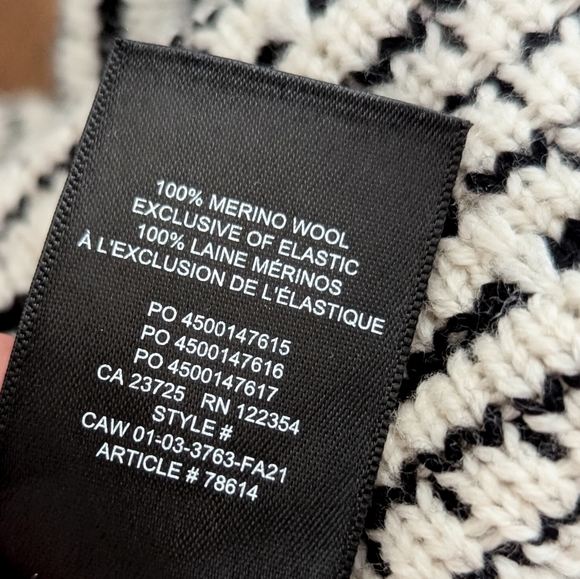 100% MERINO WOOL
EXCLUSIVE OF ELASTIC
100% LAINE MÉRINOS
À L'EXCLUSION DE L'ÉLASTIQUE
PO 4500147615
PO 4500147616
PO 4500147617
CA 23725 RN 122354
STYLE #
CAW 01-03-3763-FA21
ARTICLE # 78614